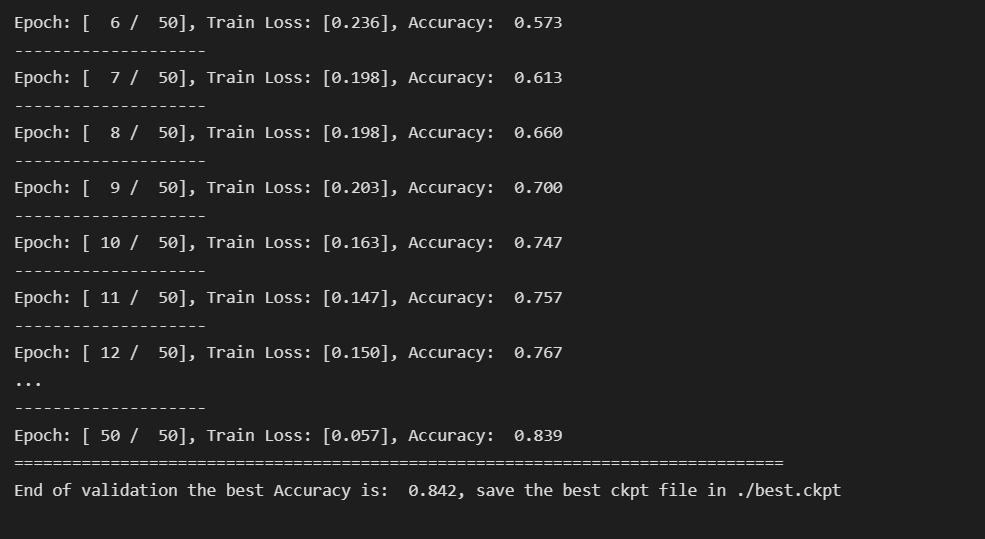 Epoch: [  6 /  50], Train Loss: [0.236], Accuracy:  0.573
--------------------
Epoch: [  7 /  50], Train Loss: [0.198], Accuracy:  0.613
--------------------
Epoch: [  8 /  50], Train Loss: [0.198], Accuracy:  0.660
--------------------
Epoch: [  9 /  50], Train Loss: [0.203], Accuracy:  0.700
--------------------
Epoch: [ 10 /  50], Train Loss: [0.163], Accuracy:  0.747
--------------------
Epoch: [ 11 /  50], Train Loss: [0.147], Accuracy:  0.757
--------------------
Epoch: [ 12 /  50], Train Loss: [0.150], Accuracy:  0.767
...
--------------------
Epoch: [ 50 /  50], Train Loss: [0.057], Accuracy:  0.839
================================================================================
End of validation the best Accuracy is:  0.842, save the best ckpt file in ./best.ckpt